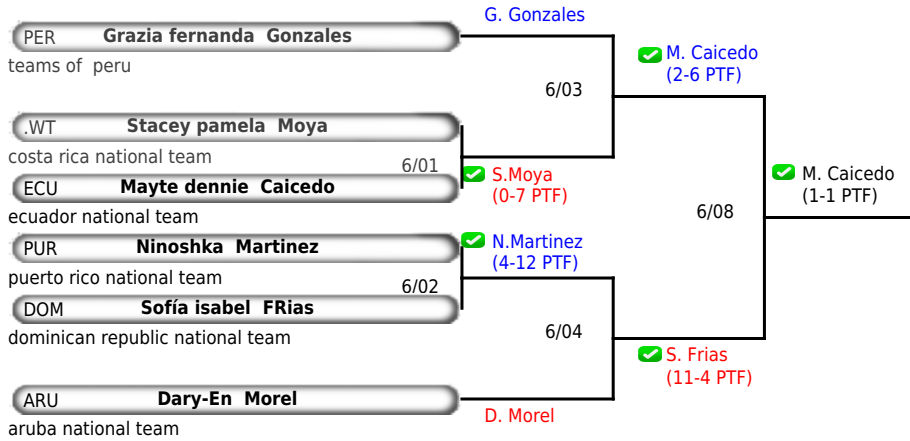 G. Gonzales
PER Grazia fernanda Gonzales
teams of peru
M. Caicedo
(2-6 PTF)
6/03
.WT Stacey pamela Moya
costa rica national team
6/01
S.Moya
(0-7 PTF)
M. Caicedo
(1-1 PTF)
ECU Mayte dennie Caicedo
ecuador national team
6/08
PUR Ninoshka Martinez
puerto rico national team
N.Martinez
(4-12 PTF)
6/02
DOM Sofía isabel FRias
dominican republic national team
6/04
S. Frias
(11-4 PTF)
ARU Dary-En Morel
aruba national team
D. Morel